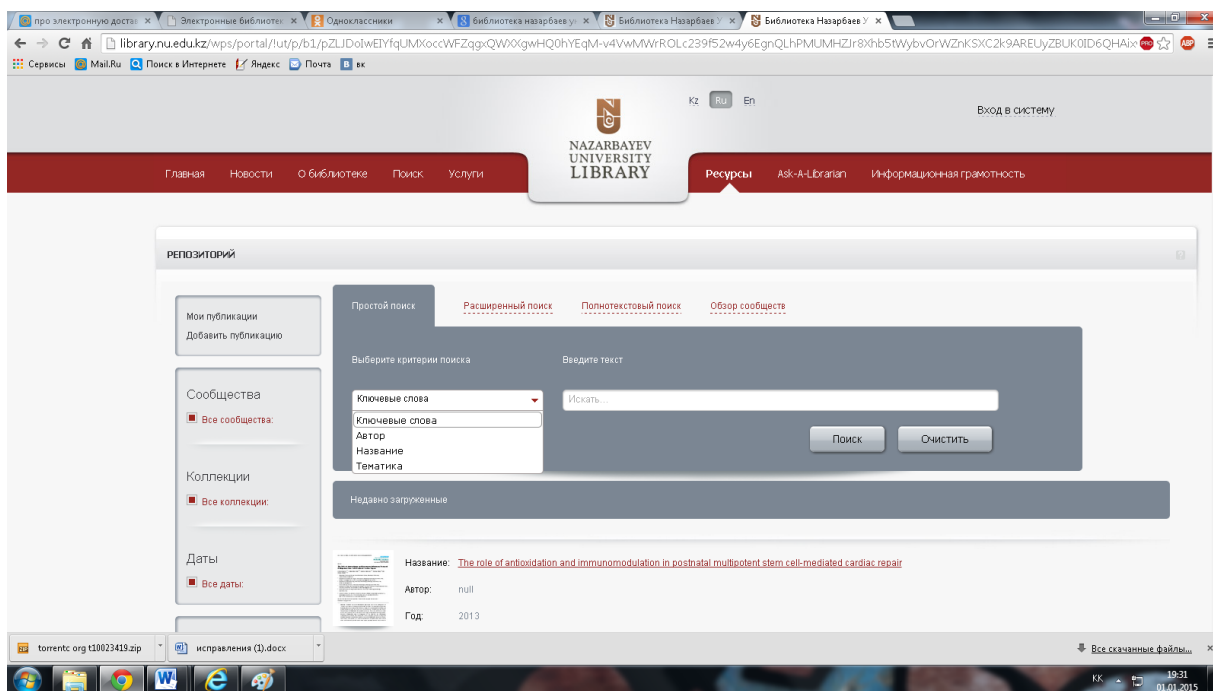 про электронную достав
Электронные библиотек
Одноклассники
библиотека назарбаев ун
Библиотека Назарбаев У
Библиотека Назарбаев У
library.nu.edu.kz/wps/portal/!ut/p/b1/
Сервисы Mail.Ru Поиск в Интернете Яндекс Почта вк
Kz Ru En
Вход в систему
NAZARBAYEV
UNIVERSITY
LIBRARY
Главная Новости О библиотеке Поиск Услуги Ресурсы Ask-A-Librarian Информационная грамотность
РЕПОЗИТОРИЙ
Мои публикации
Добавить публикацию
Сообщества
Все сообщества:
Коллекции
Все коллекции:
Даты
Все даты:
Простой поиск Расширенный поиск Полнотекстовый поиск Обзор сообществ
Выберите критерии поиска Введите текст
Ключевые слова Искать...
Ключевые слова
Автор
Название
Тематика
Поиск Очистить
Недавно загруженные
Название: The role of antioxidation and immunomodulation in postnatal multipotent stem cell-mediated cardiac repair
Автор: null
Год: 2013
torrentc org t10023419.zip исправления (1).docx Все скачанные файлы...
KK 19:31
01.01.2015